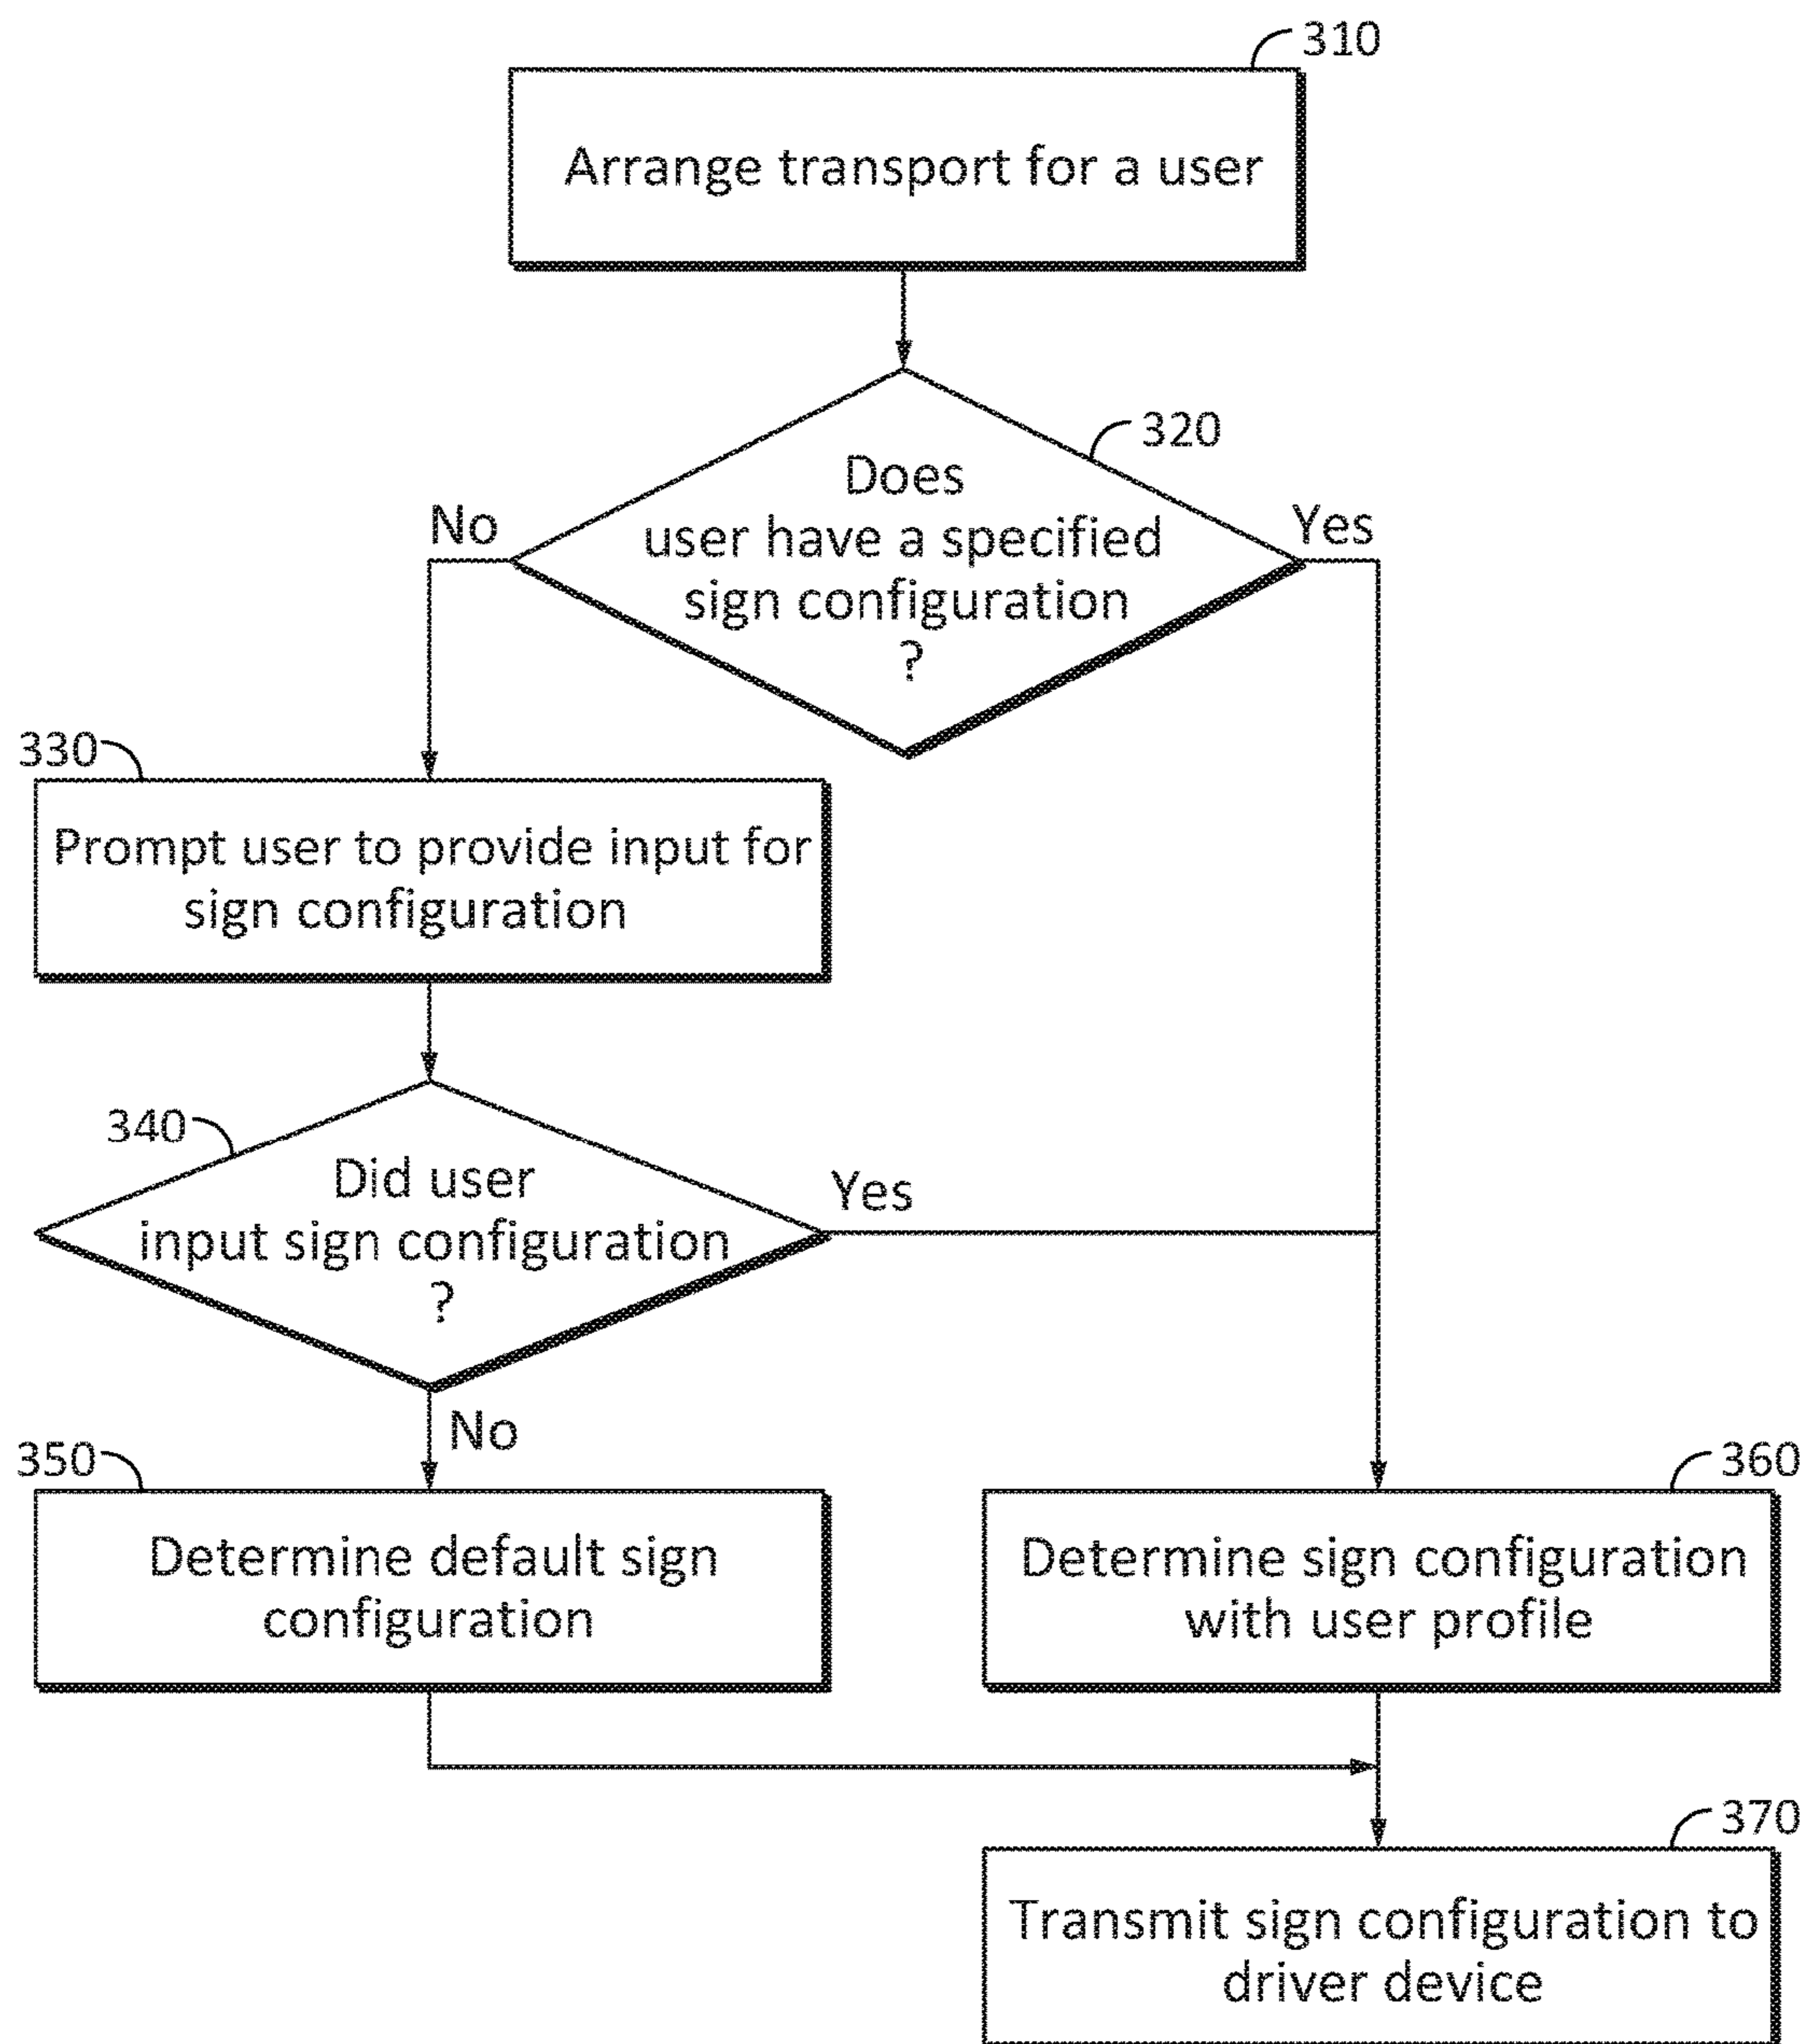 310
Arrange transport for a user
320
Does
user have a specified
sign configuration
?
No
Yes
330
Prompt user to provide input for
sign configuration
340
Did user
input sign configuration
?
Yes
No
350
Determine default sign
configuration
360
Determine sign configuration
with user profile
370
Transmit sign configuration to
driver device